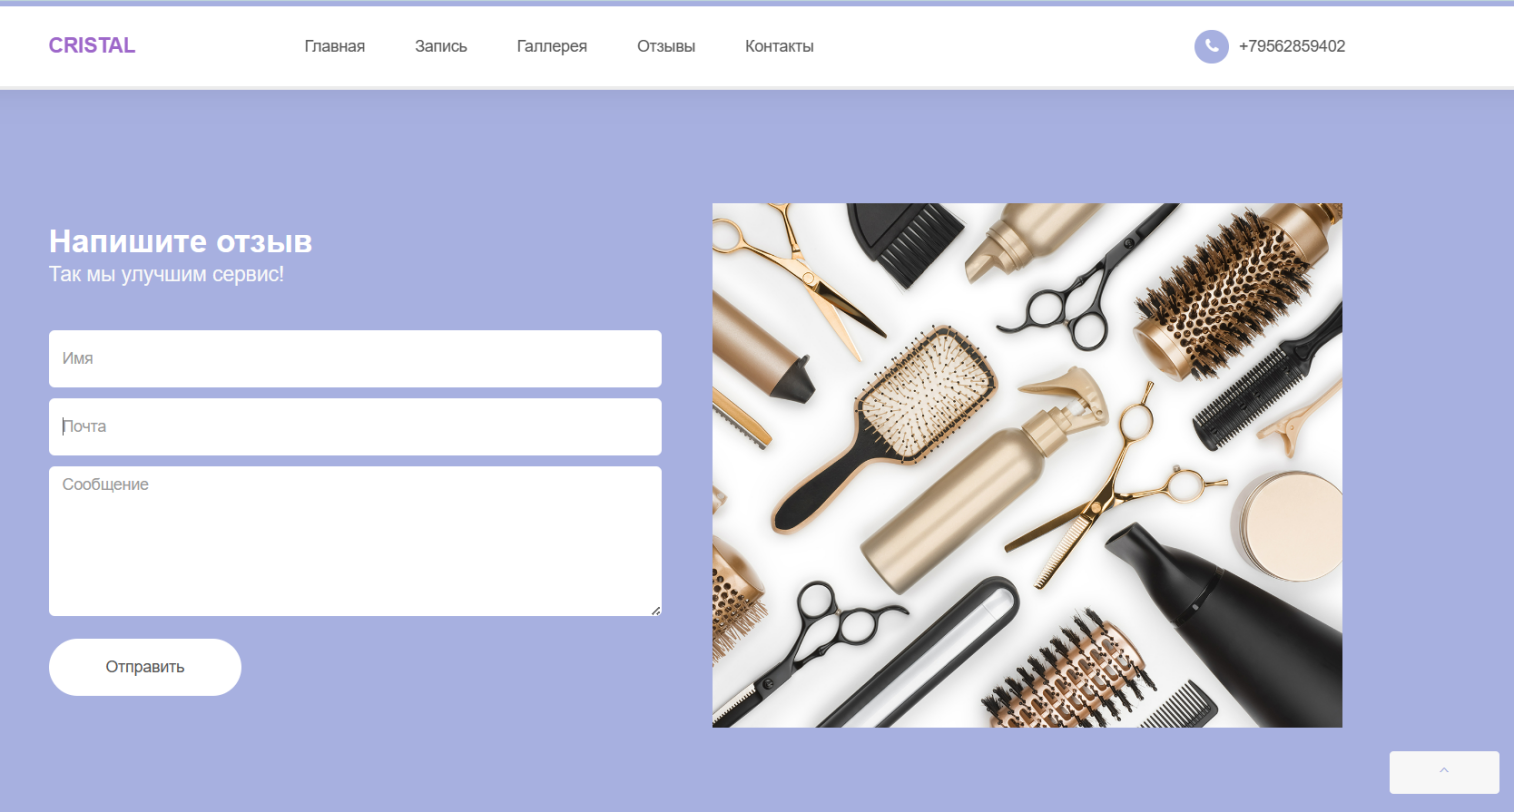 CRISTAL
Главная
Запись
Галлерея
Отзывы
Контакты
+79562859402
Напишите отзыв
Так мы улучшим сервис!
Имя
Почта
Сообщение
Отправить